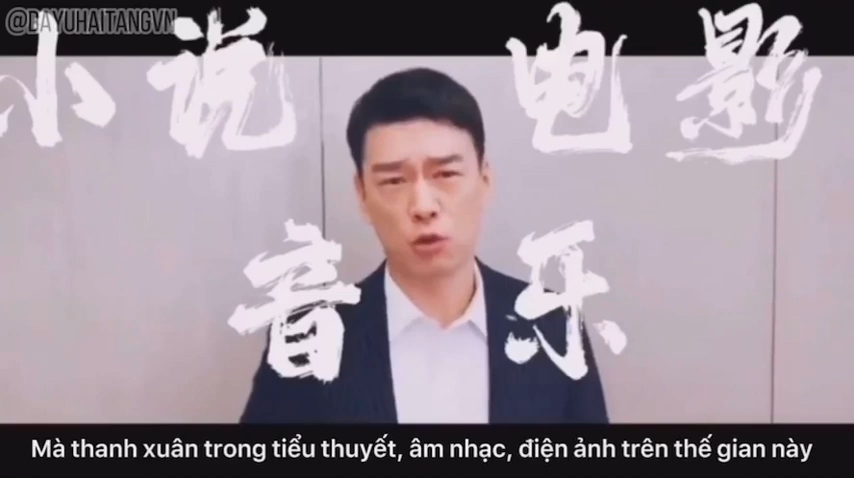 @BAYUHAITANGVN
小说 电影
音乐
Mà thanh xuân trong tiểu thuyết, âm nhạc, điện ảnh trên thế gian này